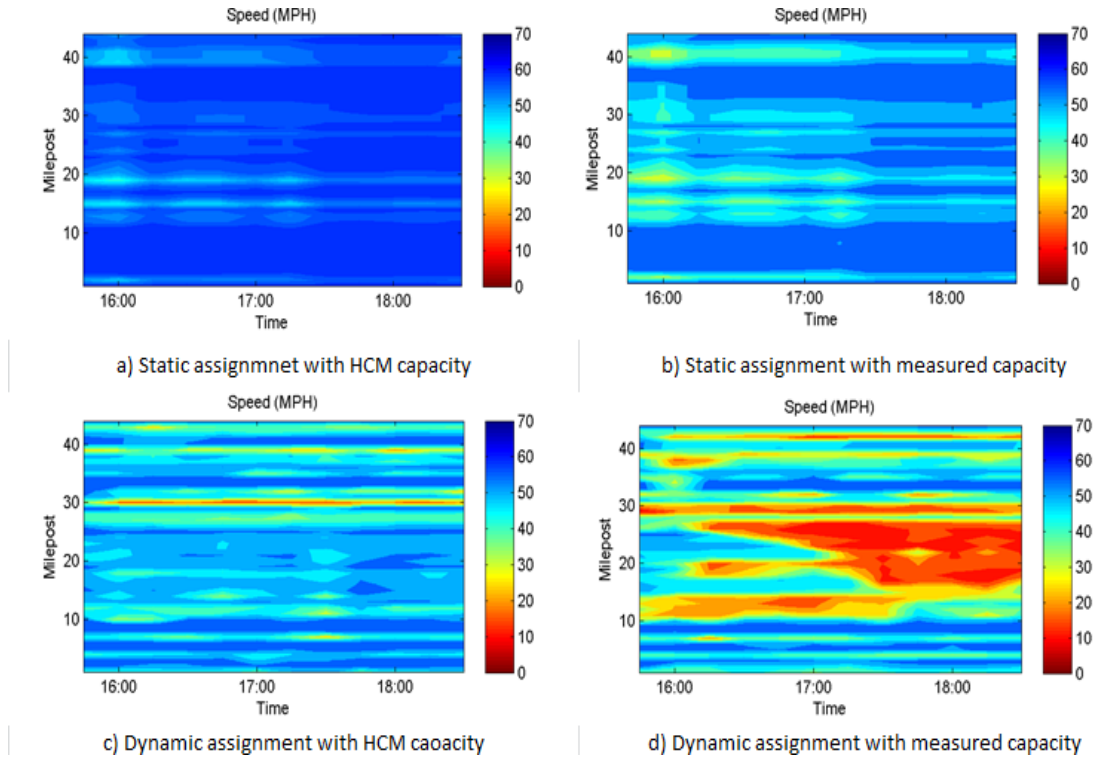 Speed (MPH)
Milepost
40
30
20
10
16:00 17:00 18:00
Time
70
60
50
40
30
20
10
0
a) Static assignmnet with HCM capacity
Speed (MPH)
Milepost
40
30
20
10
16:00 17:00 18:00
Time
70
60
50
40
30
20
10
0
b) Static assignment with measured capacity
Speed (MPH)
Milepost
40
30
20
10
16:00 17:00 18:00
Time
70
60
50
40
30
20
10
0
c) Dynamic assignment with HCM caoacity
Speed (MPH)
Milepost
40
30
20
10
16:00 17:00 18:00
Time
70
60
50
40
30
20
10
0
d) Dynamic assignment with measured capacity